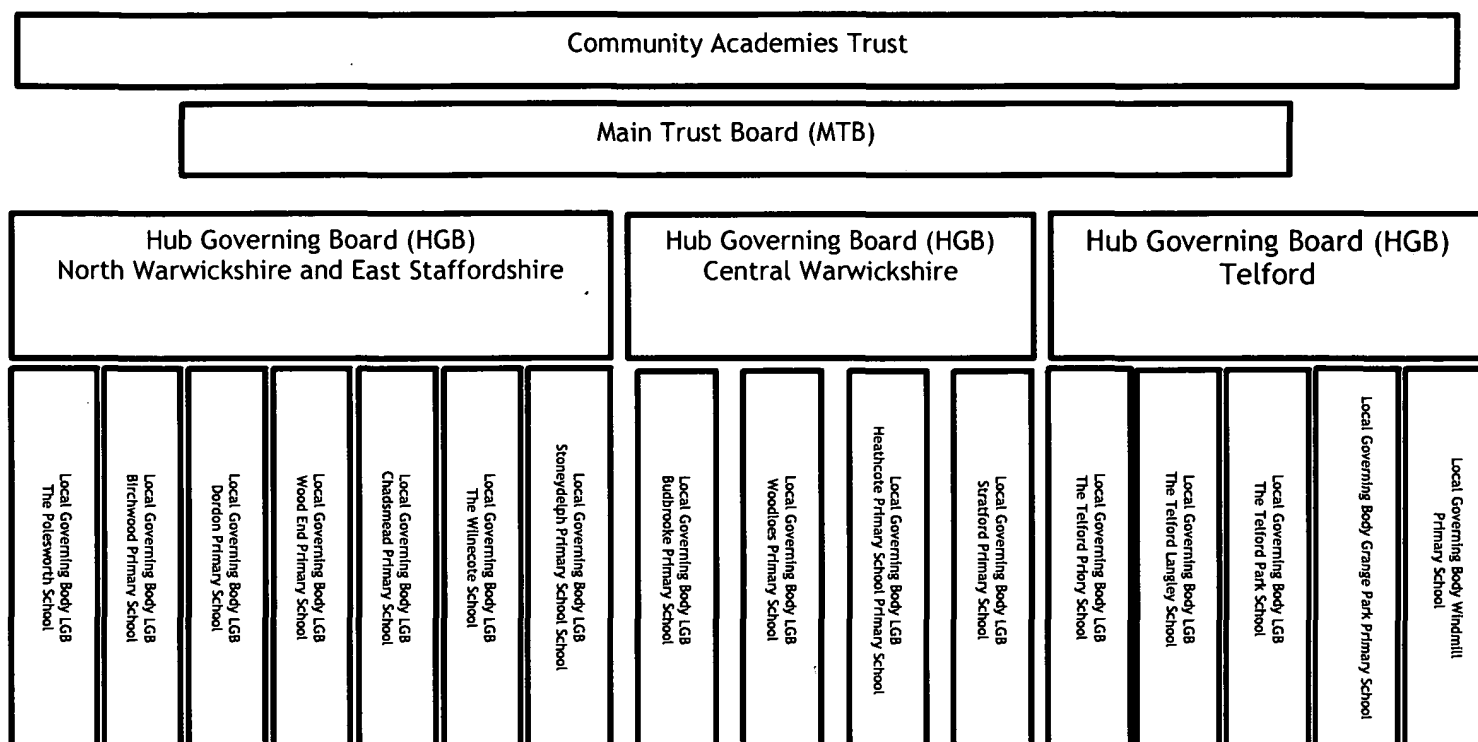 Community Academies Trust
Main Trust Board (MTB)
Hub Governing Board (HGB)
North Warwickshire and East Staffordshire
Hub Governing Board (HGB)
Central Warwickshire
Hub Governing Board (HGB)
Telford
Local Governing Body LGB
The Polesworth School
Local Governing Body LGB
Birchwood Primary School
Local Governing Body LGB
Dordon Primary School
Local Governing Body LGB
Wood End Primary School
Local Governing Body LGB
Chadsmead Primary School
Local Governing Body LGB
The Wilnecote School
Local Governing Body LGB
Stoneydelph Primary School School
Local Governing Body LGB
Budbrooke Primary School
Local Governing Body LGB
Woodloes Primary School
Local Governing Body LGB
Heathcote Primary School Primary School
Local Governing Body LGB
Stratford Primary School
Local Governing Body LGB
The Telford Priory School
Local Governing Body LGB
The Telford Langley School
Local Governing Body LGB
The Telford Park School
Local Governing Body Grange Park Primary School
Local Governing Body Windmill
Primary School